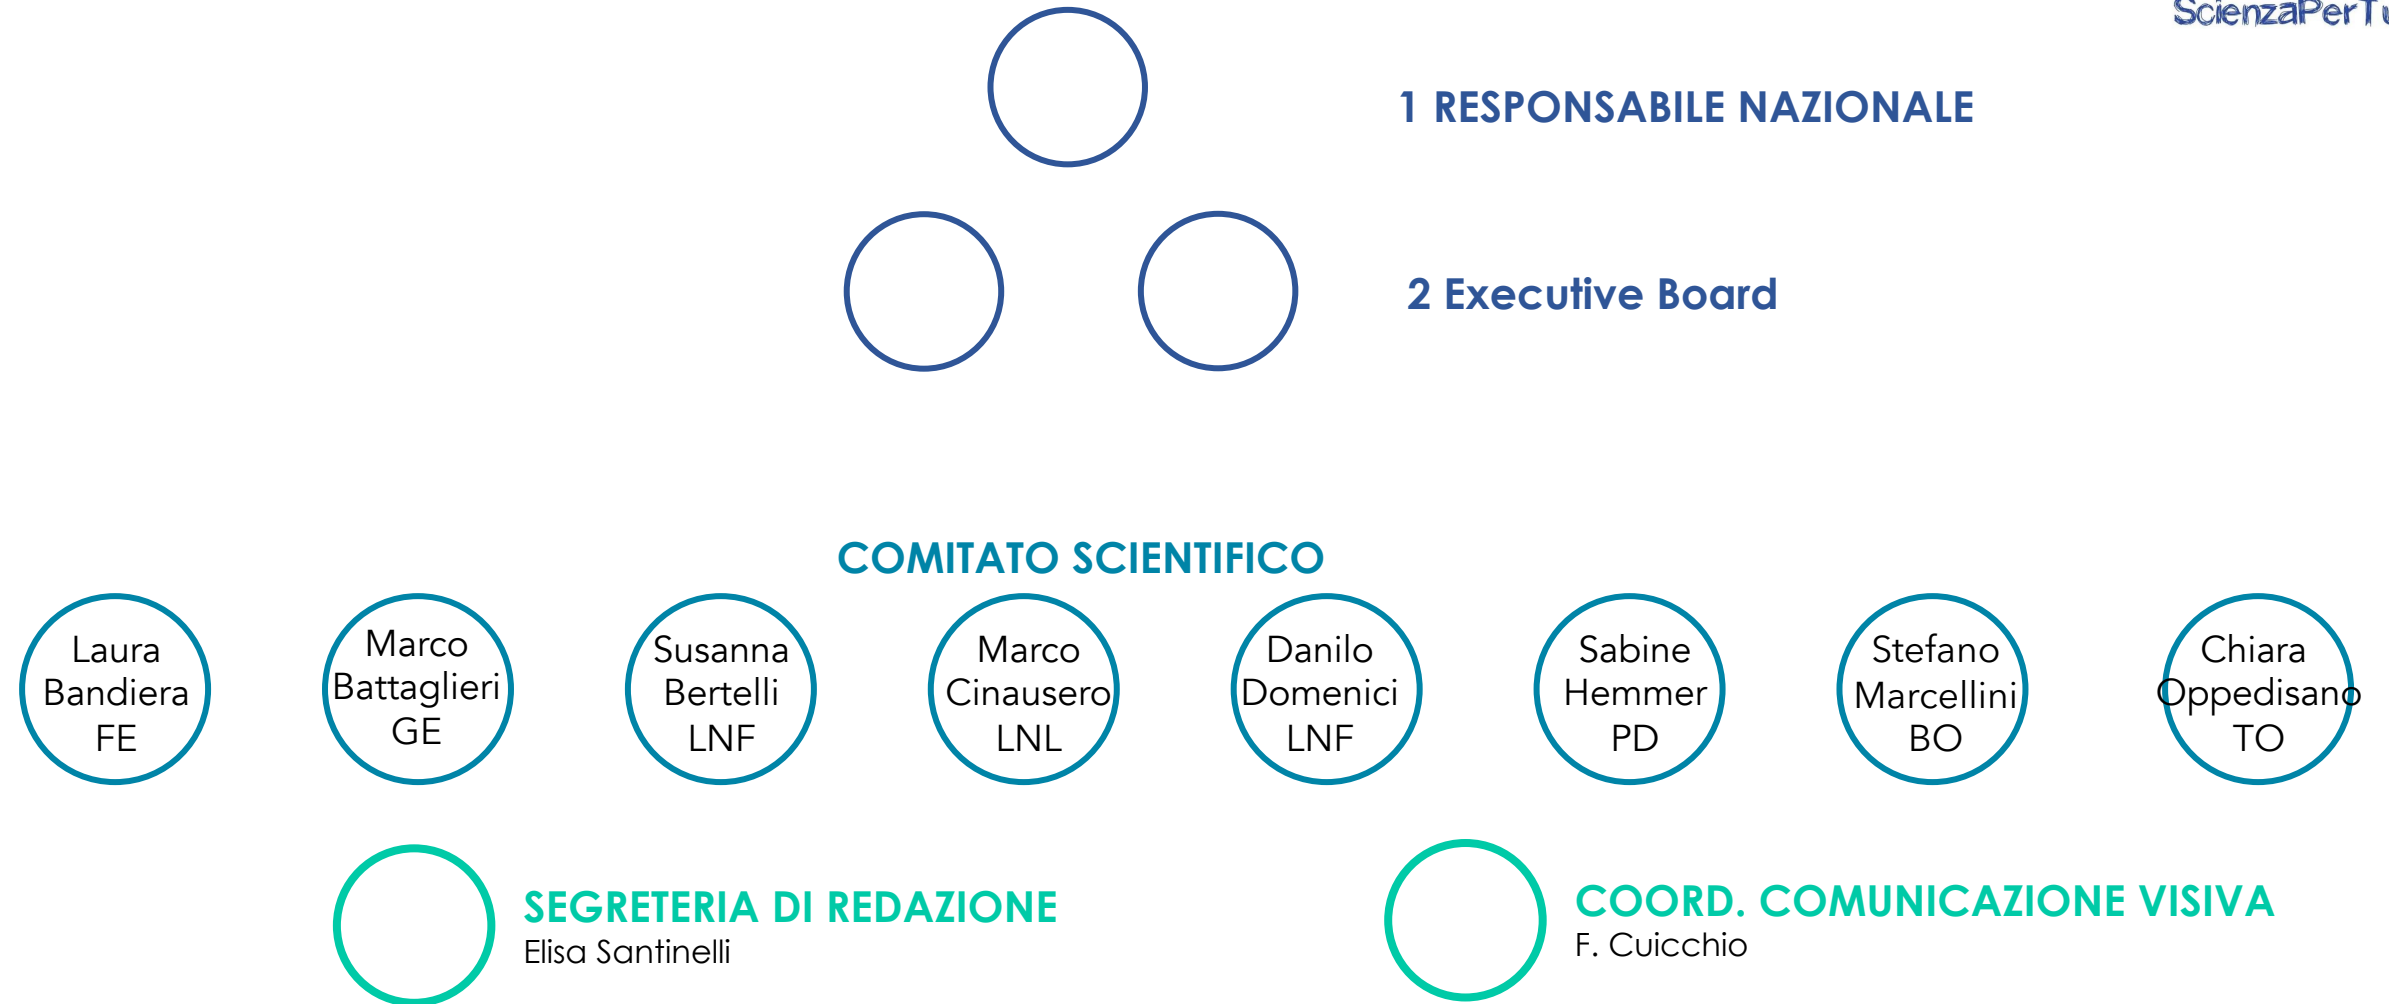 1 RESPONSABILE NAZIONALE
2 Executive Board
COMITATO SCIENTIFICO
Laura
Bandiera
FE
Marco
Battaglieri
GE
Susanna
Bertelli
LNF
Marco
Cinausero
LNL
Danilo
Domenici
LNF
Sabine
Hemmer
PD
Stefano
Marcellini
BO
Chiara
Oppedisano
TO
SEGRETERIA DI REDAZIONE
Elisa Santinelli
COORD. COMUNICAZIONE VISIVA
F. Cuicchio